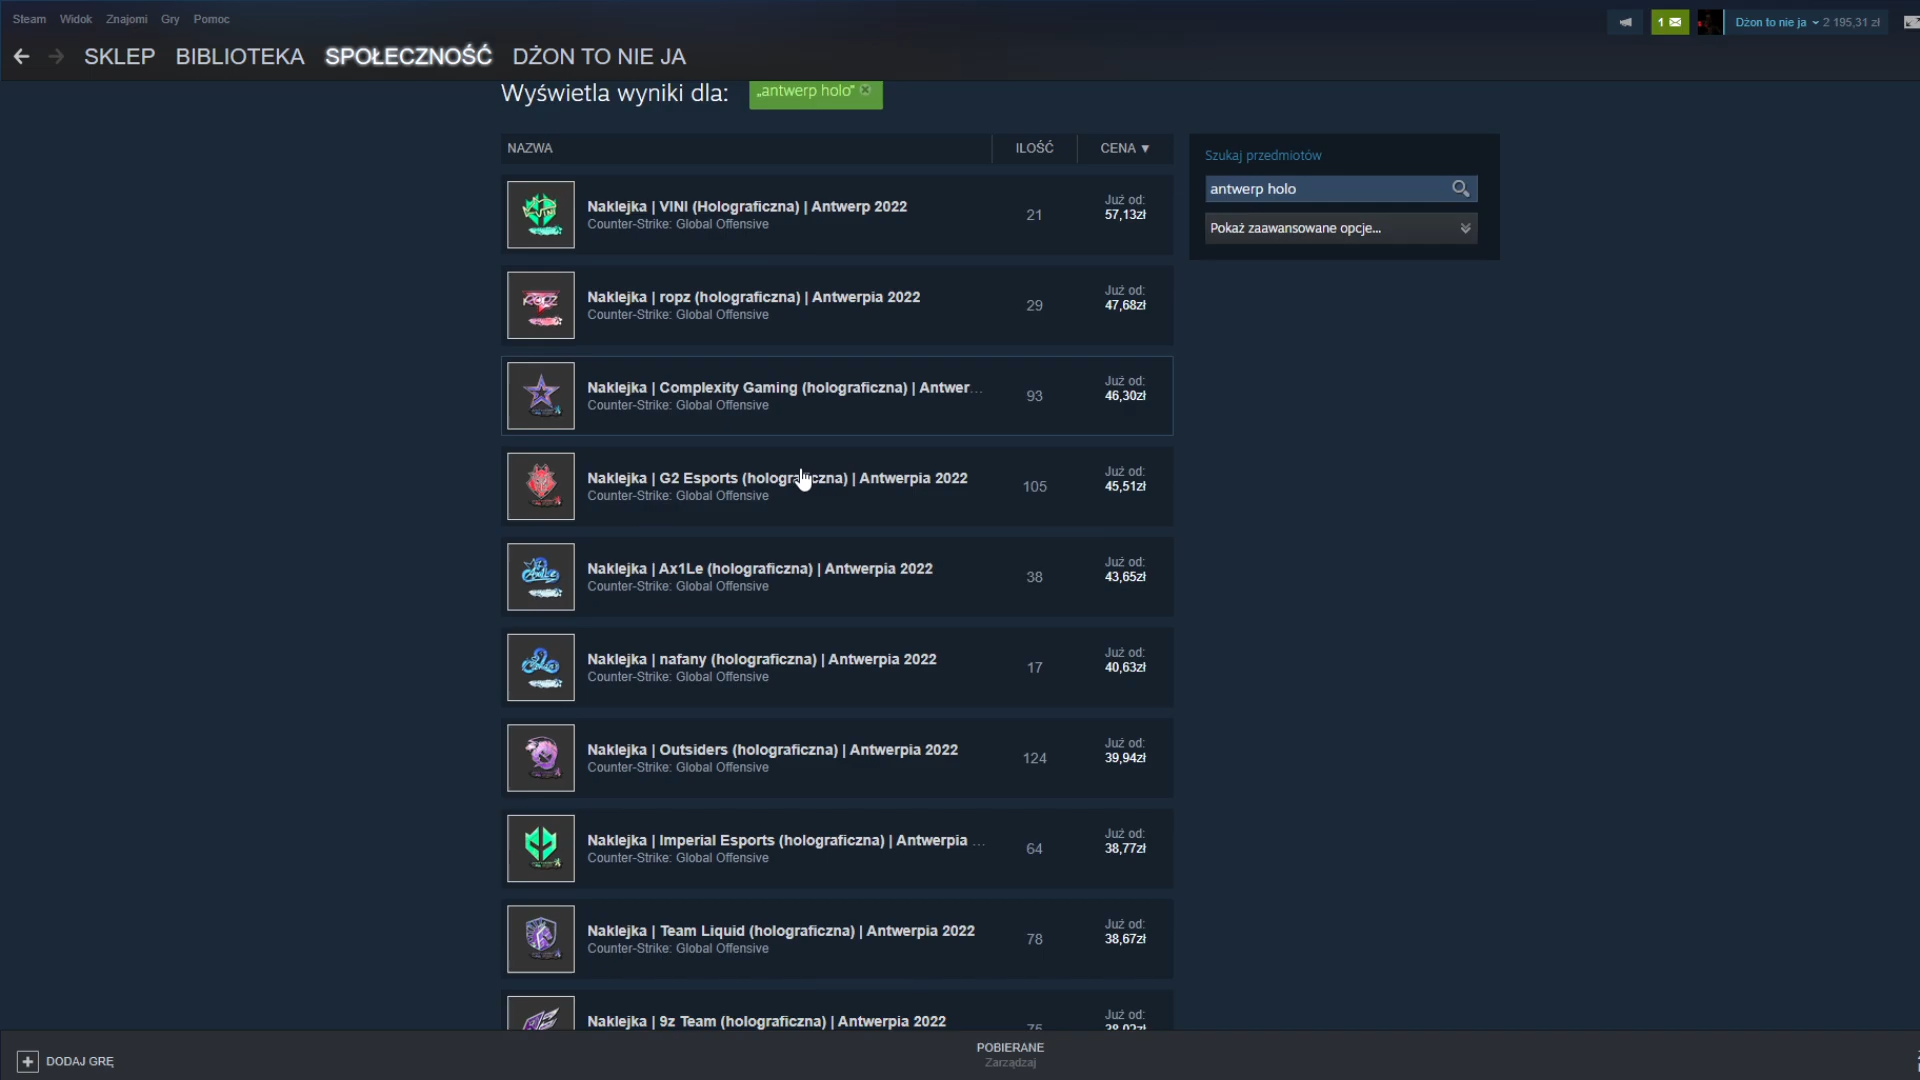 Steam Widok Znajomi Gry Pomoc
1
Dżon to nie ja 2 195,31 zł
SKLEP BIBLIOTEKA SPOŁECZNOŚĆ DŻON TO NIE JA
Wyświetla wyniki dla: „antwerp holo”
NAZWA ILOŚĆ CENA ▼
Naklejka | VINI (Holograficzna) | Antwerp 2022
Counter-Strike: Global Offensive
21
Już od:
57,13zł
Naklejka | ropz (holograficzna) | Antwerpia 2022
Counter-Strike: Global Offensive
29
Już od:
47,68zł
Naklejka | Complexity Gaming (holograficzna) | Antwer...
Counter-Strike: Global Offensive
93
Już od:
46,30zł
Naklejka | G2 Esports (holograficzna) | Antwerpia 2022
Counter-Strike: Global Offensive
105
Już od:
45,51zł
Naklejka | Ax1Le (holograficzna) | Antwerpia 2022
Counter-Strike: Global Offensive
38
Już od:
43,65zł
Naklejka | nafany (holograficzna) | Antwerpia 2022
Counter-Strike: Global Offensive
17
Już od:
40,63zł
Naklejka | Outsiders (holograficzna) | Antwerpia 2022
Counter-Strike: Global Offensive
124
Już od:
39,94zł
Naklejka | Imperial Esports (holograficzna) | Antwerpia ...
Counter-Strike: Global Offensive
64
Już od:
38,77zł
Naklejka | Team Liquid (holograficzna) | Antwerpia 2022
Counter-Strike: Global Offensive
78
Już od:
38,67zł
Naklejka | 9z Team (holograficzna) | Antwerpia 2022
75
Już od:
38,02zł
Szukaj przedmiotów
antwerp holo
Pokaż zaawansowane opcje...
DODAJ GRĘ
POBIERANE
Zarządzaj